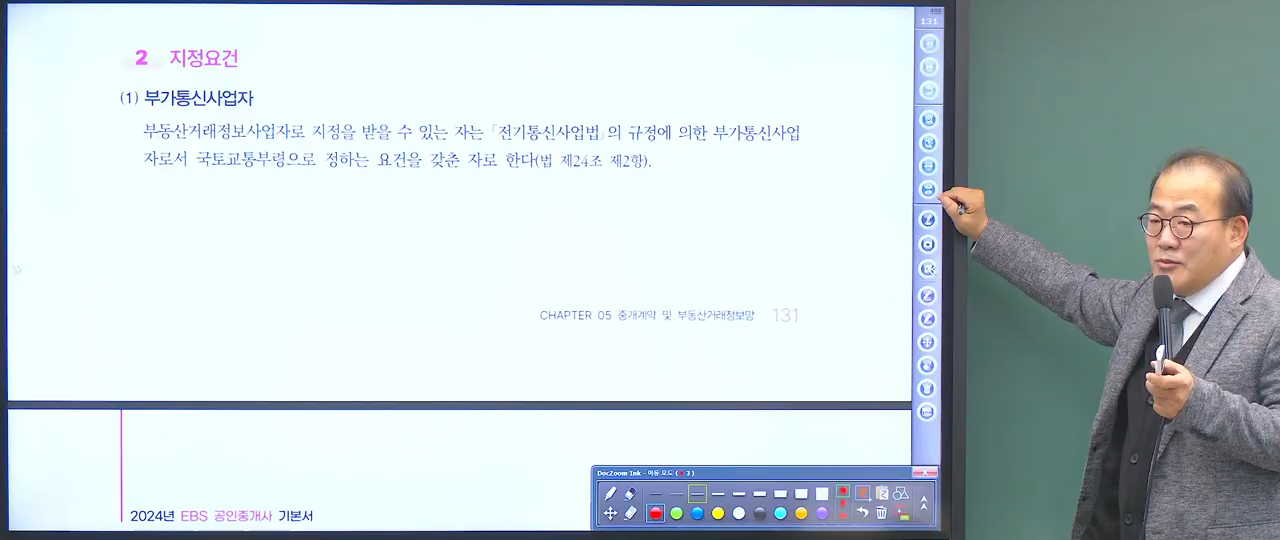 131
2 지정요건
(1) 부가통신사업자
부동산거래정보사업자로 지정을 받을 수 있는 자는 「전기통신사업법」의 규정에 의한 부가통신사업
자로서 국토교통부령으로 정하는 요건을 갖춘 자로 한다(법 제24조 제2항).
CHAPTER 05 중개계약 및 부동산거래정보망 131
DocZoom Ink - 이동 모드 ( 3 )
2024년 EBS 공인중개사 기본서